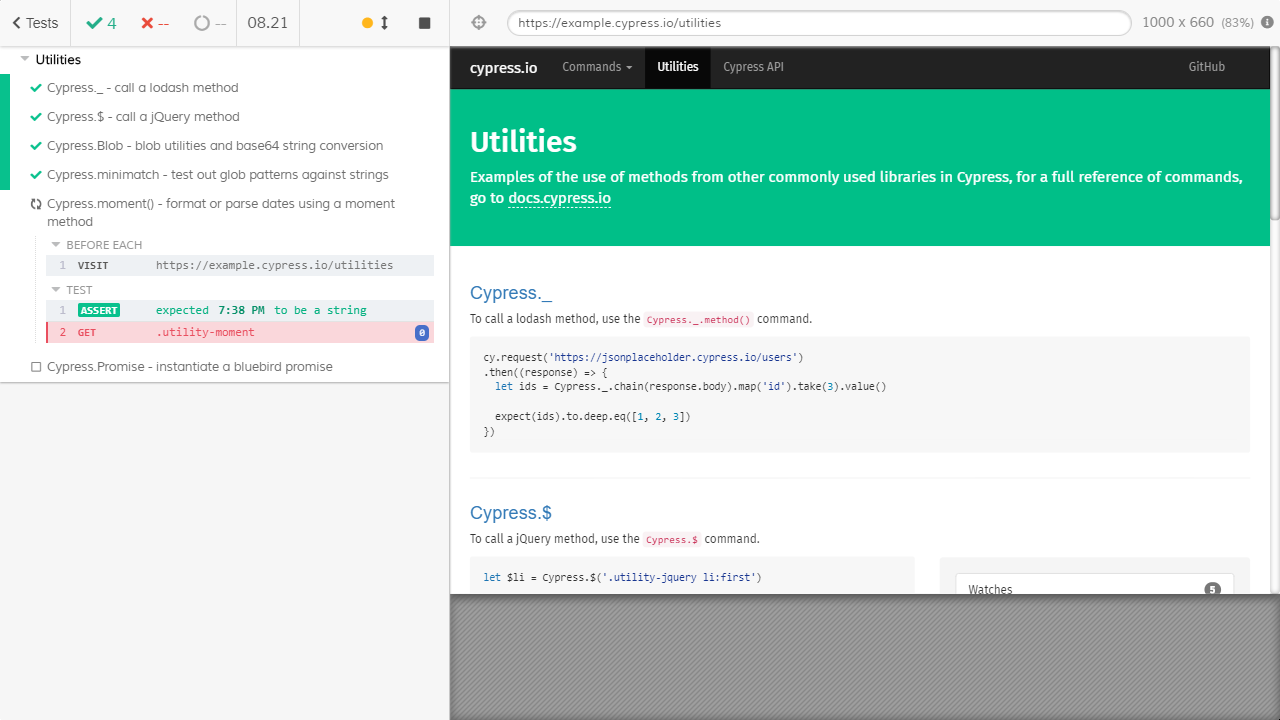 Tests
4
--
--
08.21
https://example.cypress.io/utilities
1000 x 660 (83%)
Utilities
Cypress._ - call a lodash method
Cypress.$ - call a jQuery method
Cypress.Blob - blob utilities and base64 string conversion
Cypress.minimatch - test out glob patterns against strings
Cypress.moment() - format or parse dates using a moment
method
BEFORE EACH
1 VISIT https://example.cypress.io/utilities
TEST
1 ASSERT expected 7:38 PM to be a string
2 GET .utility-moment 0
Cypress.Promise - instantiate a bluebird promise
cypress.io Commands Utilities Cypress API GitHub
Utilities
Examples of the use of methods from other commonly used libraries in Cypress, for a full reference of commands,
go to docs.cypress.io
Cypress._
To call a lodash method, use the Cypress._.method() command.
cy.request('https://jsonplaceholder.cypress.io/users')
.then((response) => {
let ids = Cypress._.chain(response.body).map('id').take(3).value()
expect(ids).to.deep.eq([1, 2, 3])
})
Cypress.$
To call a jQuery method, use the Cypress.$ command.
let $li = Cypress.$('.utility-jquery li:first')
Watches 5